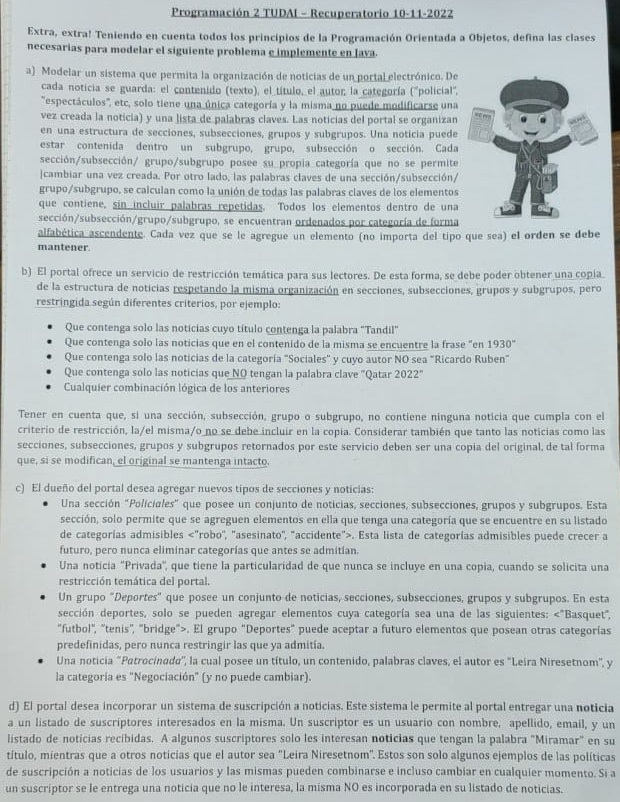 Programación 2 TUDAI – Recuperatorio 10-11-2022
Extra, extra! Teniendo en cuenta todos los principios de la Programación Orientada a Objetos, defina las clases
necesarias para modelar el siguiente problema e implemente en Java.
a) Modelar un sistema que permita la organización de noticias de un portal electrónico. De
cada noticia se guarda: el contenido (texto), el título, el autor, la categoría ("policial",
"espectáculos", etc, solo tiene una única categoría y la misma no puede modificarse una
vez creada la noticia) y una lista de palabras claves. Las noticias del portal se organizan
en una estructura de secciones, subsecciones, grupos y subgrupos. Una noticia puede
estar contenida dentro un subgrupo, grupo, subsección o sección. Cada
sección/subsección/ grupo/subgrupo posee su propia categoría que no se permite
cambiar una vez creada. Por otro lado, las palabras claves de una sección/subsección/
grupo/subgrupo, se calculan como la unión de todas las palabras claves de los elementos
que contiene, sin incluir palabras repetidas. Todos los elementos dentro de una
sección/subsección/grupo/subgrupo, se encuentran ordenados por categoría de forma
alfabética ascendente. Cada vez que se le agregue un elemento (no importa del tipo que sea) el orden se debe
mantener.
NEWS
NEWS
b) El portal ofrece un servicio de restricción temática para sus lectores. De esta forma, se debe poder obtener una copia
de la estructura de noticias respetando la misma organización en secciones, subsecciones, grupos y subgrupos, pero
restringida según diferentes criterios, por ejemplo:
• Que contenga solo las noticias cuyo título contenga la palabra "Tandil"
• Que contenga solo las noticias que en el contenido de la misma se encuentre la frase "en 1930"
• Que contenga solo las noticias de la categoría "Sociales" y cuyo autor NO sea "Ricardo Ruben"
• Que contenga solo las noticias que NO tengan la palabra clave "Qatar 2022"
• Cualquier combinación lógica de los anteriores
Tener en cuenta que, si una sección, subsección, grupo o subgrupo, no contiene ninguna noticia que cumpla con el
criterio de restricción, la/el misma/o no se debe incluir en la copia. Considerar también que tanto las noticias como las
secciones, subsecciones, grupos y subgrupos retornados por este servicio deben ser una copia del original, de tal forma
que, si se modifican, el original se mantenga intacto.
c) El dueño del portal desea agregar nuevos tipos de secciones y noticias:
• Una sección "Policiales" que posee un conjunto de noticias, secciones, subsecciones, grupos y subgrupos. Esta
sección, solo permite que se agreguen elementos en ella que tenga una categoría que se encuentre en su listado
de categorías admisibles <"robo", "asesinato", "accidente">. Esta lista de categorías admisibles puede crecer a
futuro, pero nunca eliminar categorías que antes se admitían.
• Una noticia "Privada", que tiene la particularidad de que nunca se incluye en una copia, cuando se solicita una
restricción temática del portal.
• Un grupo "Deportes" que posee un conjunto de noticias, secciones, subsecciones, grupos y subgrupos. En esta
sección deportes, solo se pueden agregar elementos cuya categoría sea una de las siguientes: <"Basquet",
"futbol", "tenis", "bridge">. El grupo "Deportes" puede aceptar a futuro elementos que posean otras categorías
predefinidas, pero nunca restringir las que ya admitía.
• Una noticia "Patrocinada", la cual posee un título, un contenido, palabras claves, el autor es "Leira Niresetnom", y
la categoría es "Negociación" (y no puede cambiar).
d) El portal desea incorporar un sistema de suscripción a noticias. Este sistema le permite al portal entregar una noticia
a un listado de suscriptores interesados en la misma. Un suscriptor es un usuario con nombre, apellido, email, y un
listado de noticias recibidas. A algunos suscriptores solo les interesan noticias que tengan la palabra "Miramar" en su
título, mientras que a otros noticias que el autor sea "Leira Niresetnom". Estos son solo algunos ejemplos de las políticas
de suscripción a noticias de los usuarios y las mismas pueden combinarse e incluso cambiar en cualquier momento. Si a
un suscriptor se le entrega una noticia que no le interesa, la misma NO es incorporada en su listado de noticias.